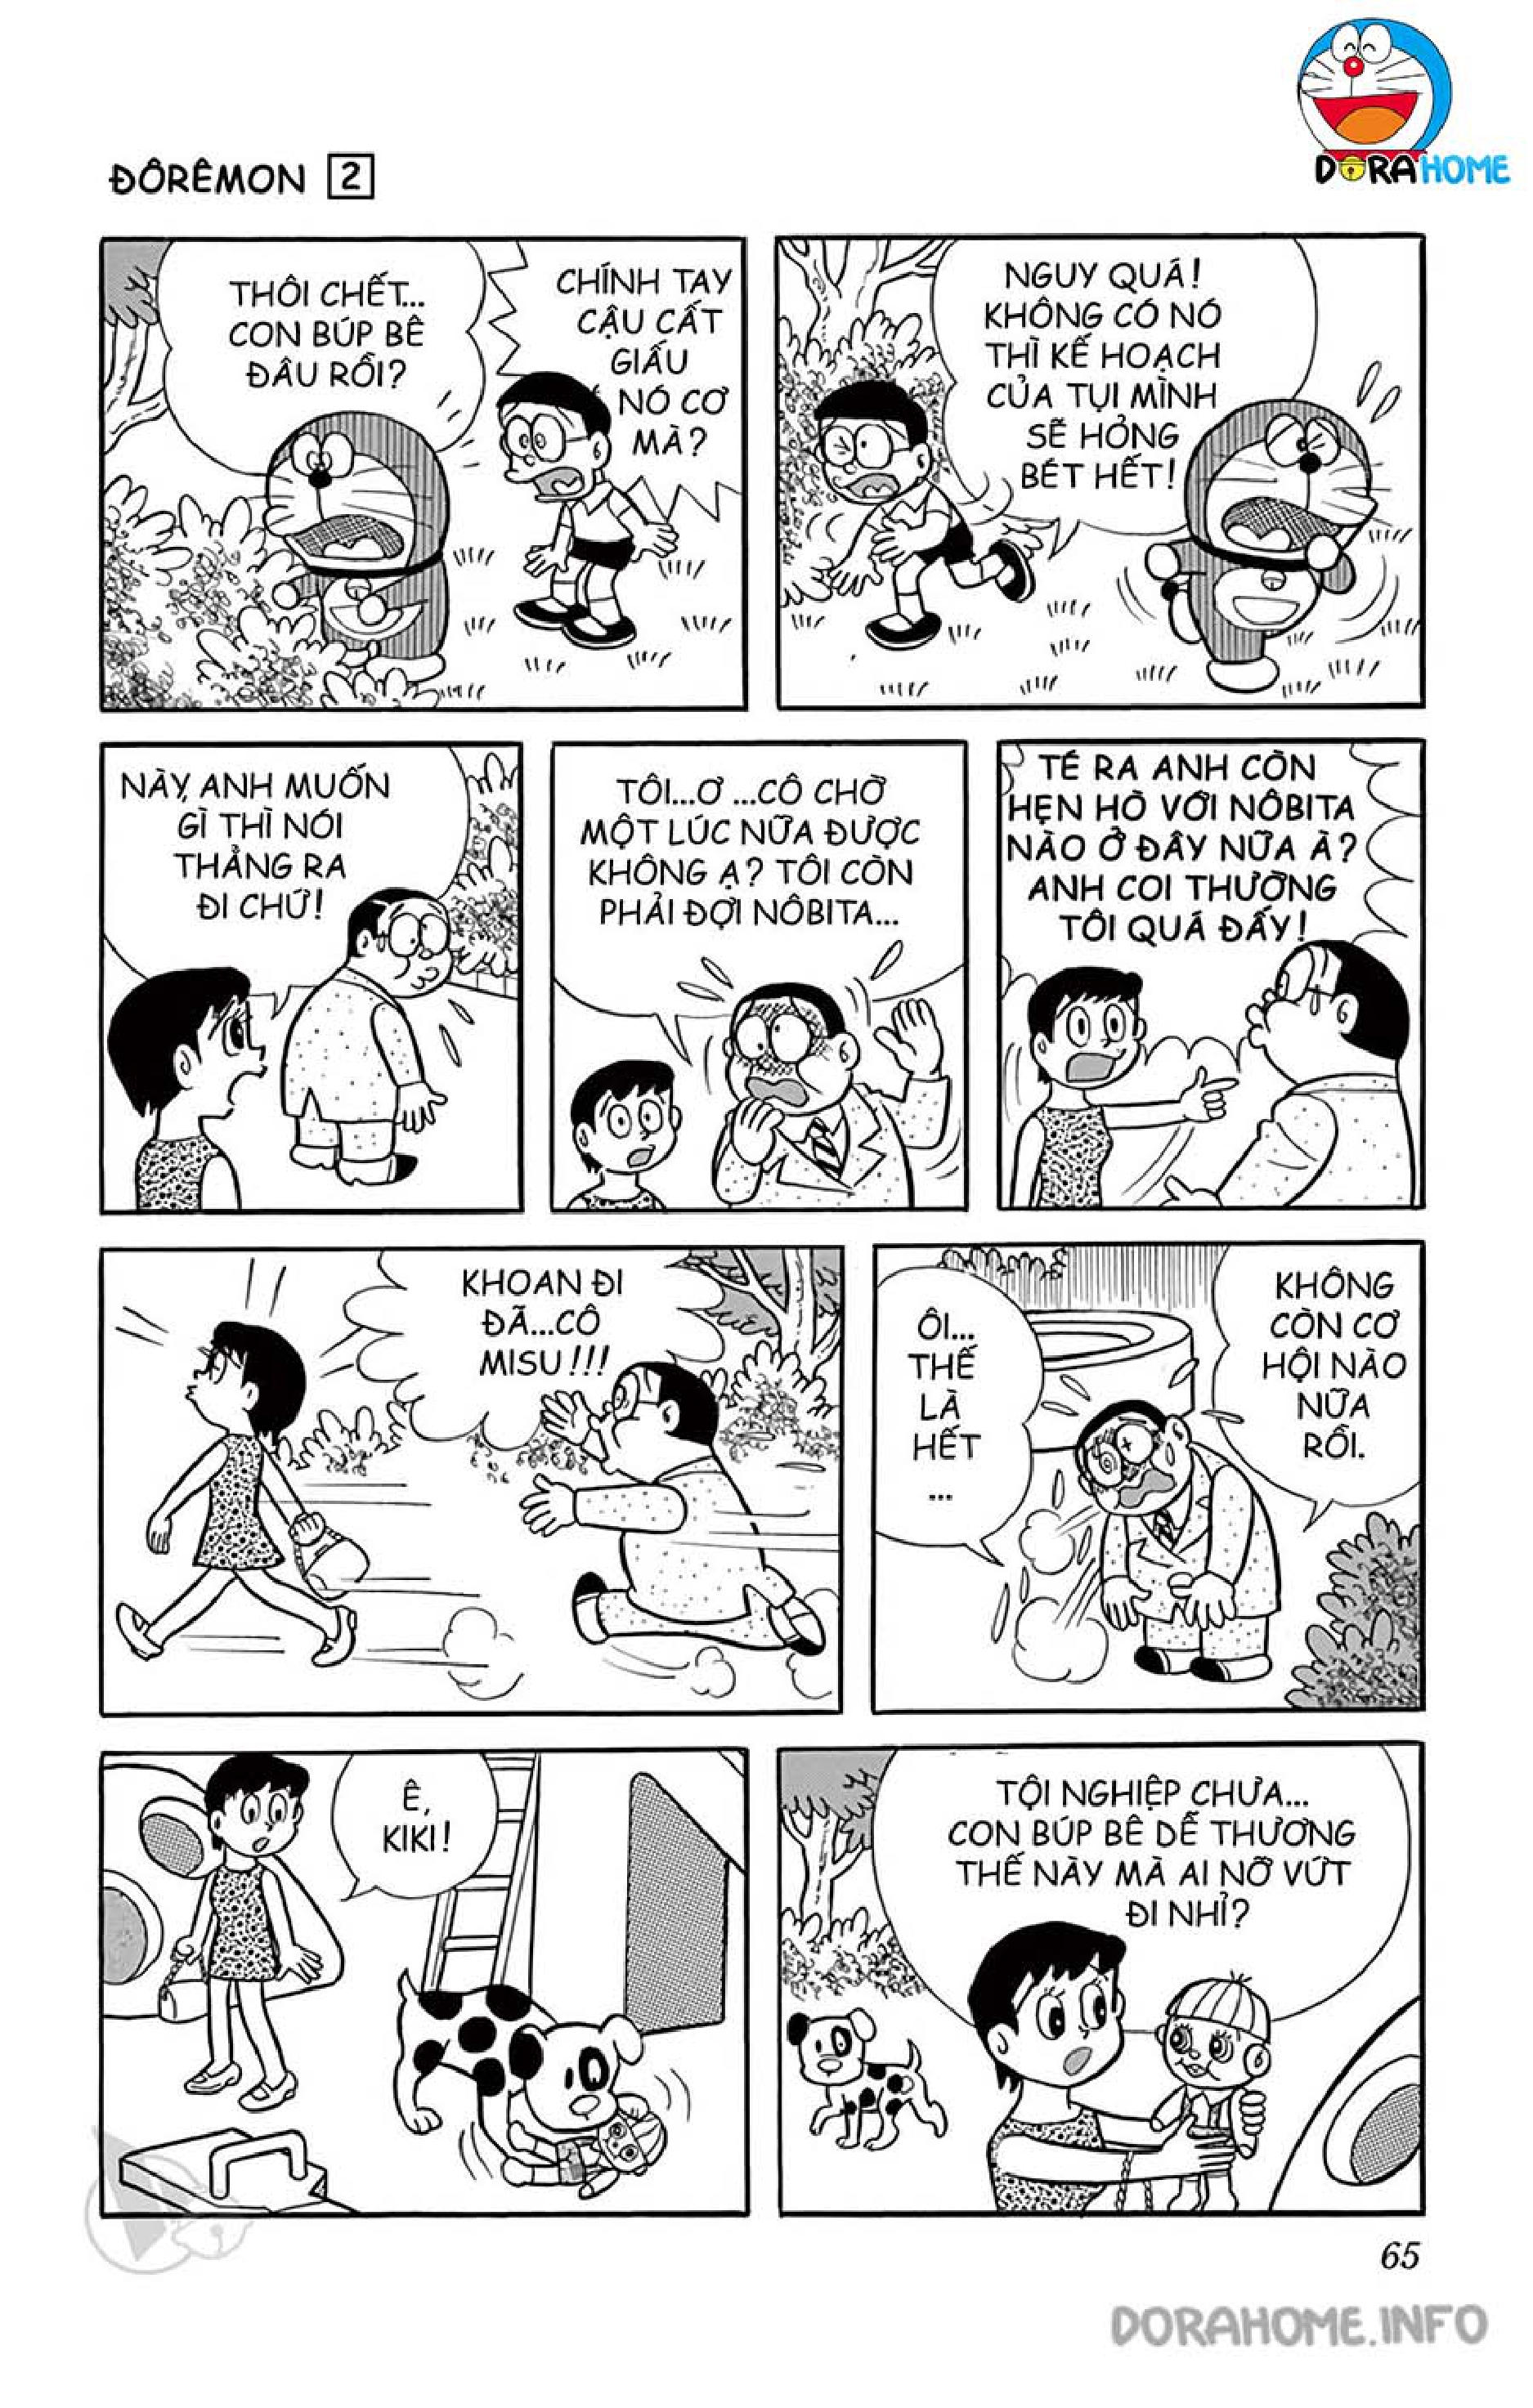 DORAHOME
ĐÔRÊMON 2
THÔI CHẾT...
CON BÚP BÊ
ĐÂU RỒI?
CHÍNH TAY
CẬU CẤT
GIẤU
NÓ CƠ
MÀ?
NGUY QUÁ!
KHÔNG CÓ NÓ
THÌ KẾ HOẠCH
CỦA TỤI MÌNH
SẼ HỎNG
BÉT HẾT!
NÀY, ANH MUỐN
GÌ THÌ NÓI
THẲNG RA
ĐI CHỨ!
TÔI...Ơ ...CÔ CHỜ
MỘT LÚC NỮA ĐƯỢC
KHÔNG Ạ? TÔI CÒN
PHẢI ĐỢI NÔBITA...
TÉ RA ANH CÒN
HẸN HÒ VỚI NÔBITA
NÀO Ở ĐÂY NỮA À?
ANH COI THƯỜNG
TÔI QUÁ ĐẤY!
KHOAN ĐI
ĐÃ...CÔ
MISU!!!
ÔI...
THẾ
LÀ
HẾT
...
KHÔNG
CÒN CƠ
HỘI NÀO
NỮA
RỒI.
Ê,
KIKI!
TỘI NGHIỆP CHƯA...
CON BÚP BÊ DỄ THƯƠNG
THẾ NÀY MÀ AI NỠ VỨT
ĐI NHỈ?
65
DORAHOME.INFO